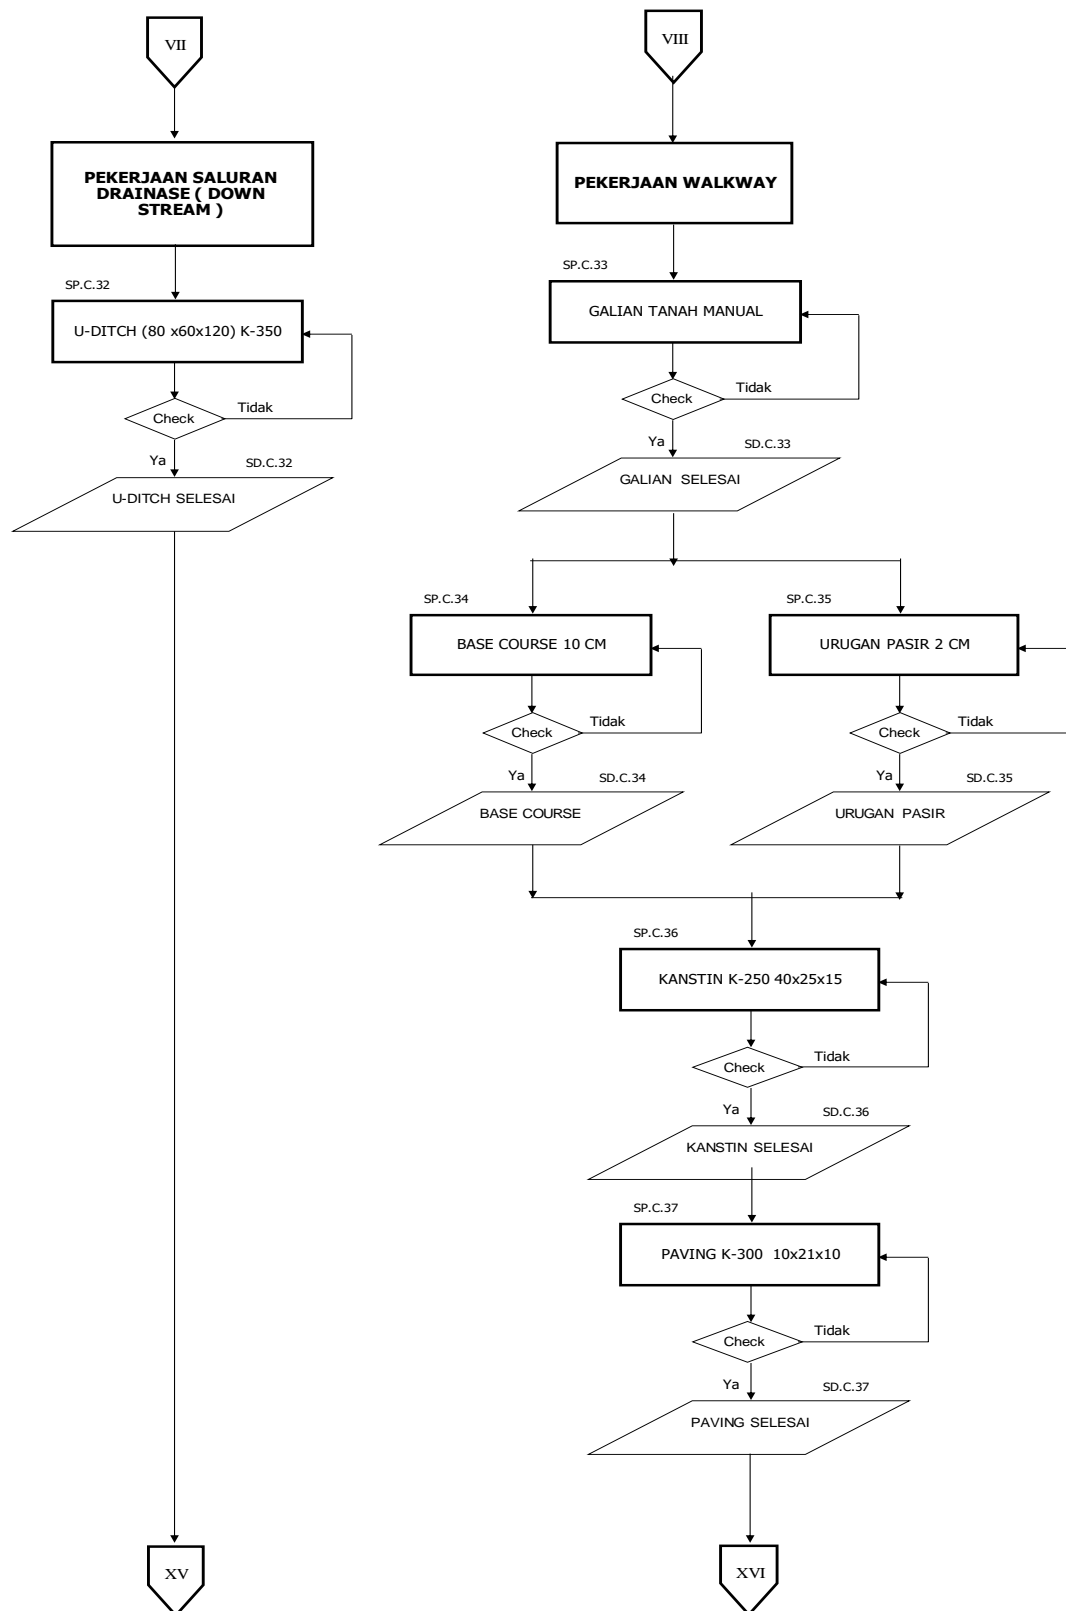 VII
PEKERJAAN SALURAN
DRAINASE ( DOWN
STREAM )
SP.C.32
U-DITCH (80 x60x120) K-350
Check
Tidak
Ya
SD.C.32
U-DITCH SELESAI
XV
VIII
PEKERJAAN WALKWAY
SP.C.33
GALIAN TANAH MANUAL
Check
Tidak
Ya
SD.C.33
GALIAN SELESAI
SP.C.34
BASE COURSE 10 CM
Check
Tidak
Ya
SD.C.34
BASE COURSE
SP.C.35
URUGAN PASIR 2 CM
Check
Tidak
Ya
SD.C.35
URUGAN PASIR
SP.C.36
KANSTIN K-250 40x25x15
Check
Tidak
Ya
SD.C.36
KANSTIN SELESAI
SP.C.37
PAVING K-300 10x21x10
Check
Tidak
Ya
SD.C.37
PAVING SELESAI
XVI